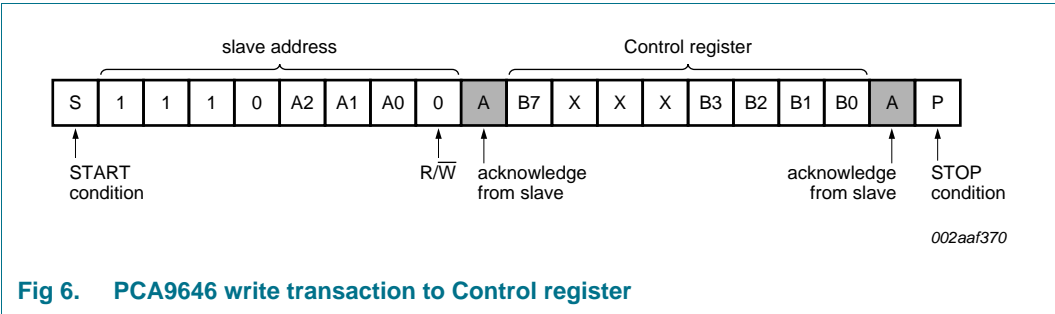 slave address Control register
S 1 1 1 0 A2 A1 A0 0 A B7 X X X B3 B2 B1 B0 A P
START condition
R/W̅
acknowledge from slave
acknowledge from slave
STOP condition
002aaf370
Fig 6. PCA9646 write transaction to Control register